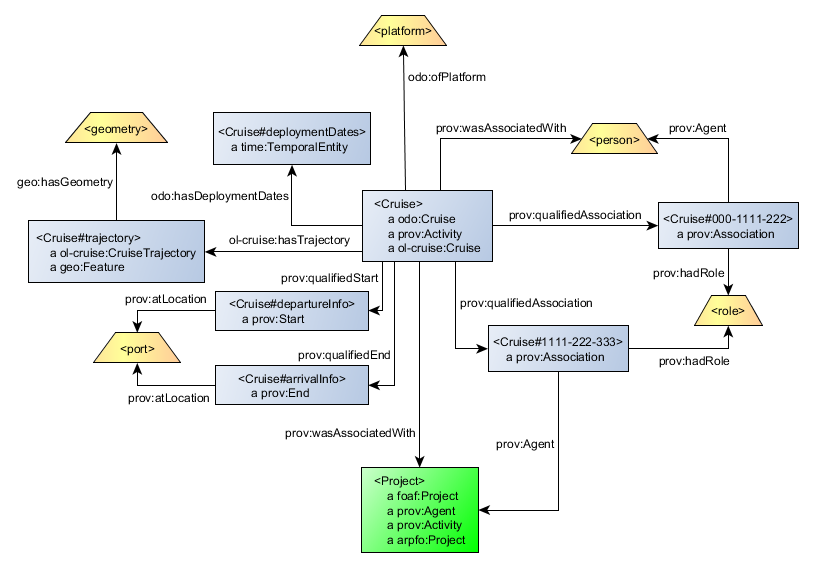 <platform>
odo:ofPlatform
<geometry>
<Cruise#deploymentDates>
a time:TemporalEntity
prov:wasAssociatedWith
<person>
prov:Agent
geo:hasGeometry
odo:hasDeploymentDates
<Cruise>
a odo:Cruise
a prov:Activity
a ol-cruise:Cruise
prov:qualifiedAssociation
<Cruise#000-1111-222>
a prov:Association
<Cruise#trajectory>
a ol-cruise:CruiseTrajectory
a geo:Feature
ol-cruise:hasTrajectory
prov:qualifiedStart
prov:hadRole
prov:atLocation
<Cruise#departureInfo>
a prov:Start
prov:qualifiedAssociation
<role>
<port>
prov:qualifiedEnd
<Cruise#1111-222-333>
a prov:Association
prov:hadRole
<Cruise#arrivalInfo>
a prov:End
prov:atLocation
prov:wasAssociatedWith
prov:Agent
<Project>
a foaf:Project
a prov:Agent
a prov:Activity
a arpfo:Project